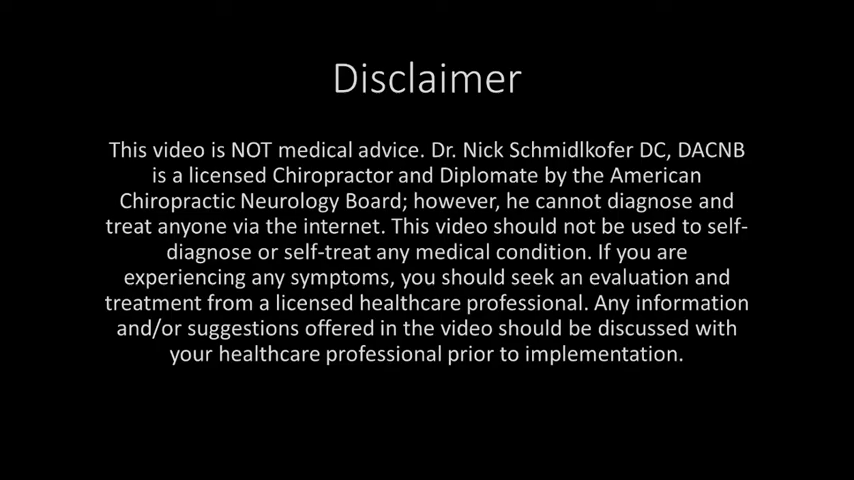 Disclaimer
This video is NOT medical advice. Dr. Nick Schmidlkofer DC, DACNB
is a licensed Chiropractor and Diplomate by the American
Chiropractic Neurology Board; however, he cannot diagnose and
treat anyone via the internet. This video should not be used to self-
diagnose or self-treat any medical condition. If you are
experiencing any symptoms, you should seek an evaluation and
treatment from a licensed healthcare professional. Any information
and/or suggestions offered in the video should be discussed with
your healthcare professional prior to implementation.